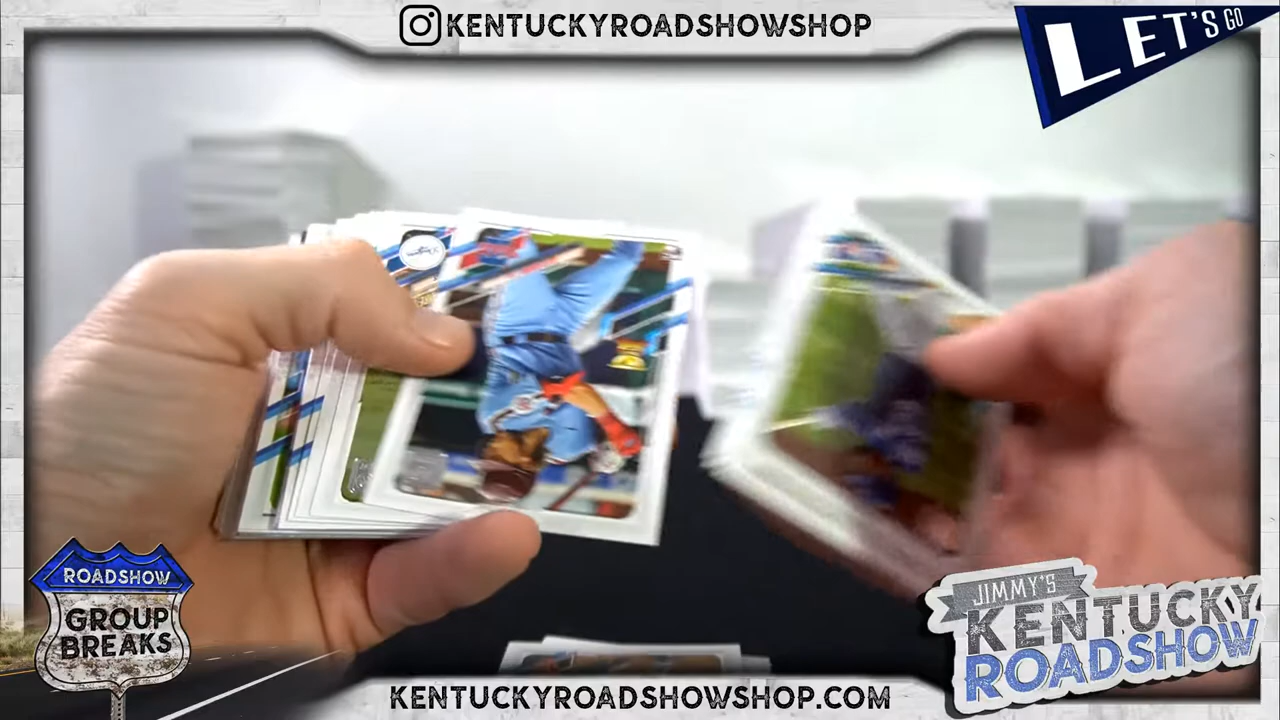 KENTUCKYROADSHOWSHOP
LET'S GO
ROADSHOW
GROUP
BREAKS
JIMMY'S
KENTUCKY
ROADSHOW
KENTUCKYROADSHOWSHOP.COM